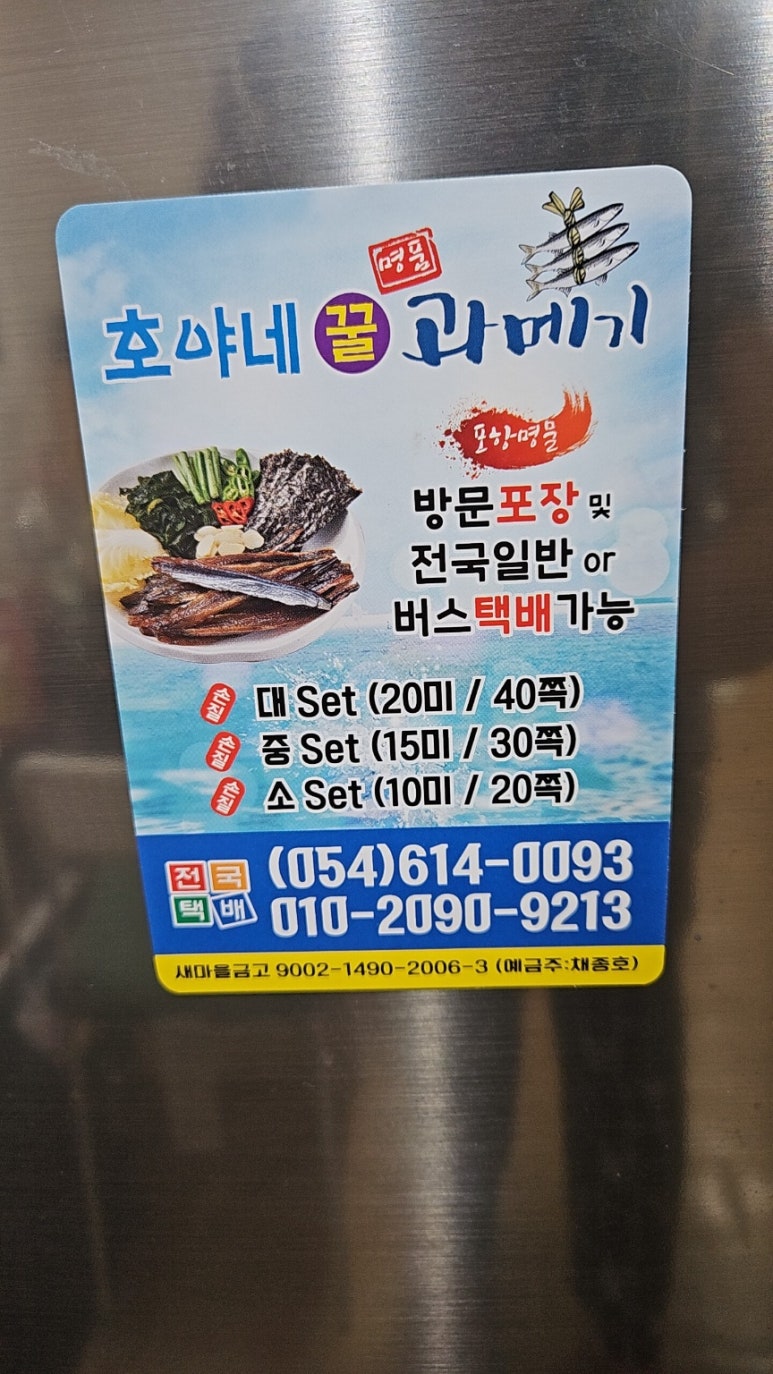 명품
호야네 꿀 과메기
포항명물
방문포장 및
전국일반 or
버스택배가능
손질 대 Set (20미 / 40쪽)
손질 중 Set (15미 / 30쪽)
손질 소 Set (10미 / 20쪽)
전국 (054)614-0093
택배 010-2090-9213
새마을금고 9002-1490-2006-3 (예금주:채종호)